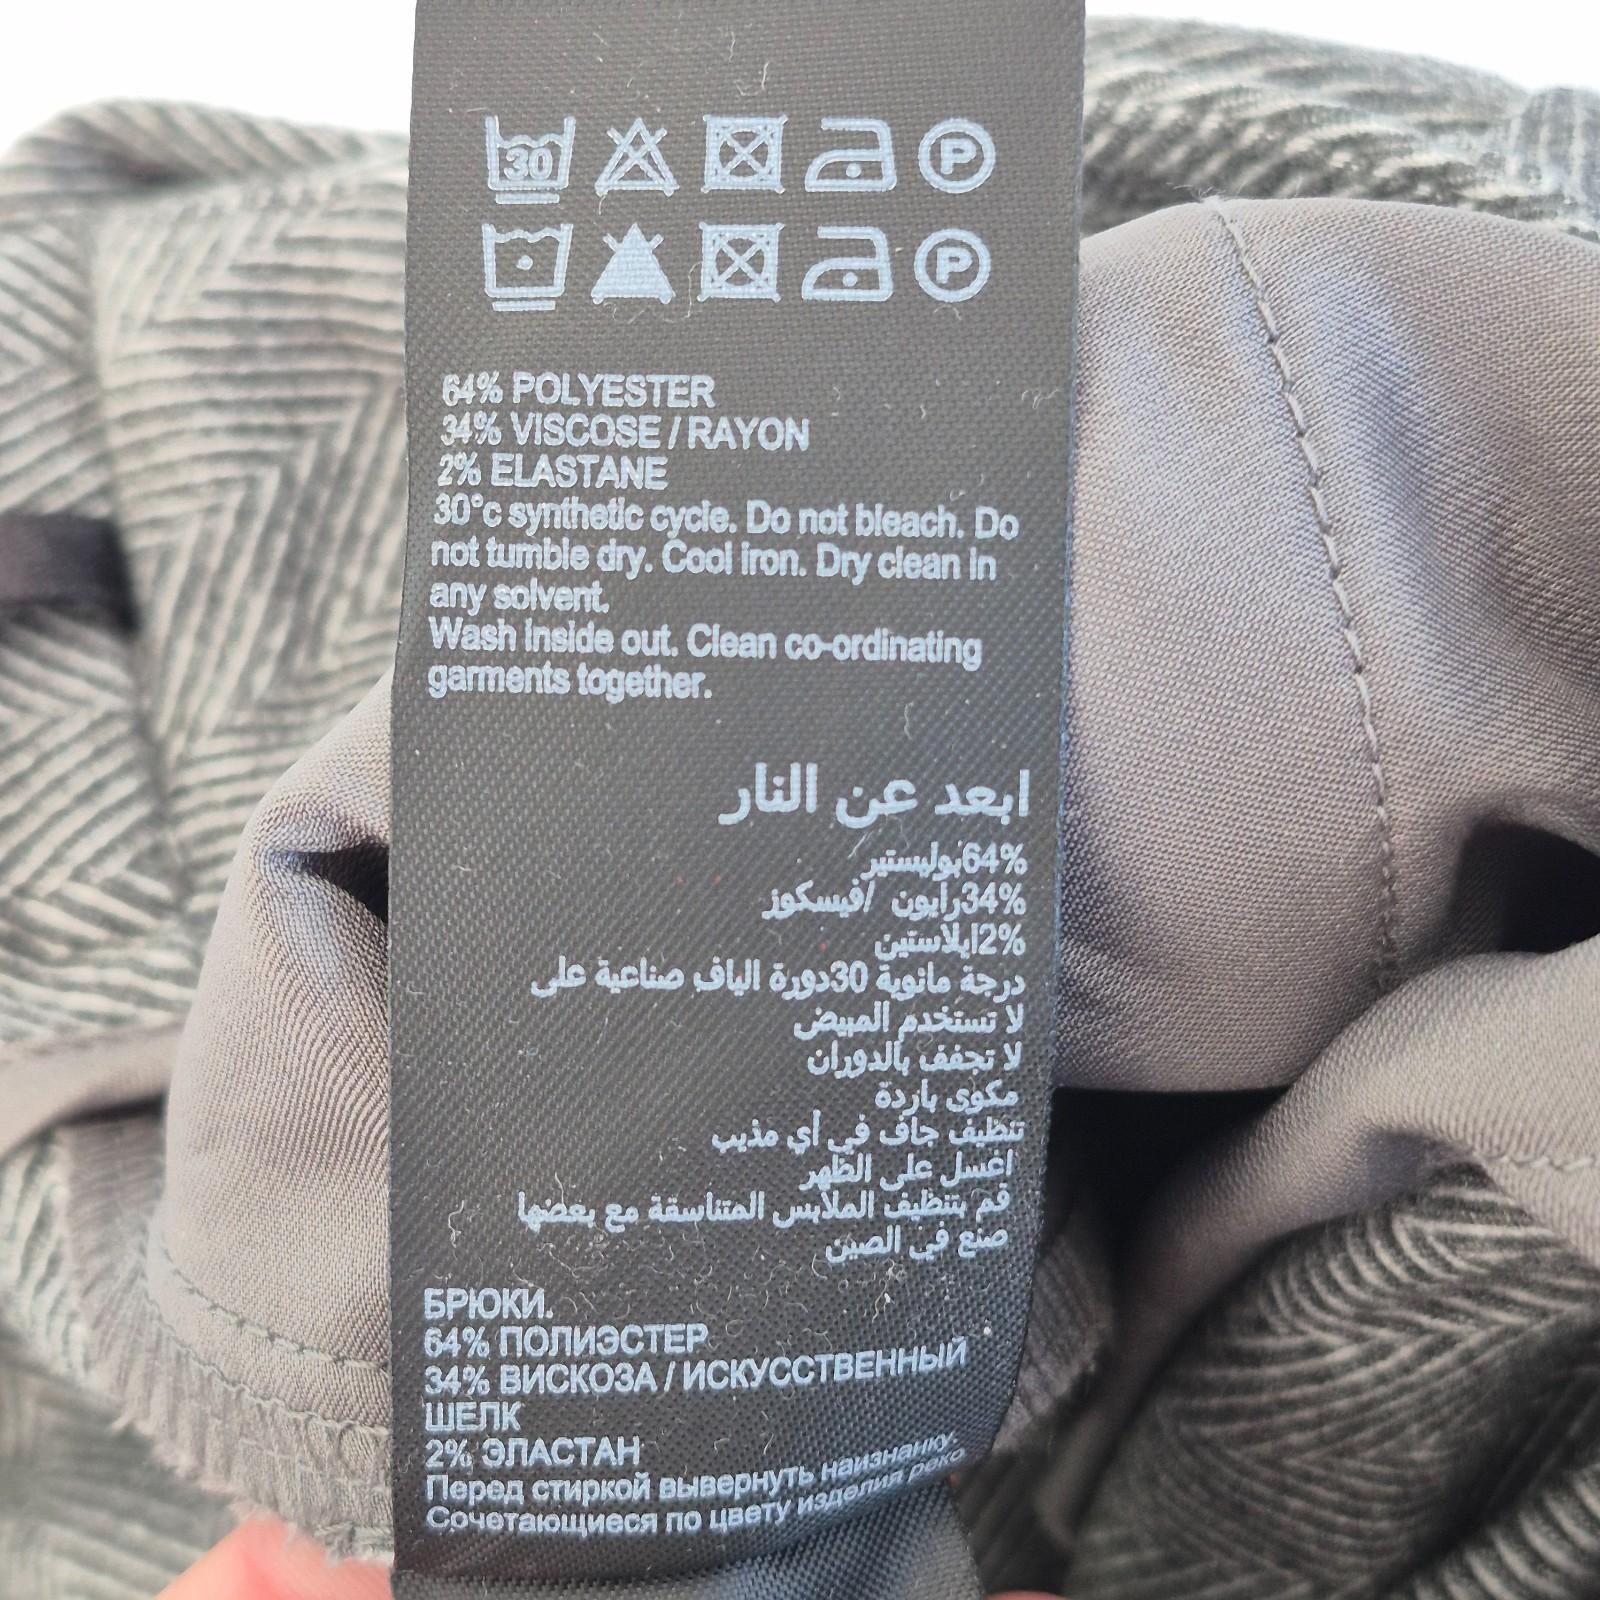 30 P
P
64% POLYESTER
34% VISCOSE / RAYON
2% ELASTANE
30°c synthetic cycle. Do not bleach. Do
not tumble dry. Cool iron. Dry clean in
any solvent.
Wash inside out. Clean co-ordinating
garments together.
ابعد عن النار
64%بوليستير
34%رايون /فيسكوز
2%ايلاستين
درجة مانوية 30دورة الياف صناعية على
لا تستخدم المبيض
لا تجفف بالدوران
مكوى باردة
تنظيف جاف في أي مذيب
اغسل على الظهر
قم بتنظيف الملابس المتناسقة مع بعضها
صنع في الصين
БРЮКИ.
64% ПОЛИЭСТЕР
34% ВИСКОЗА / ИСКУССТВЕННЫЙ
ШЕЛК
2% ЭЛАСТАН
Перед стиркой вывернуть наизнанку.
Сочетающиеся по цвету изделия